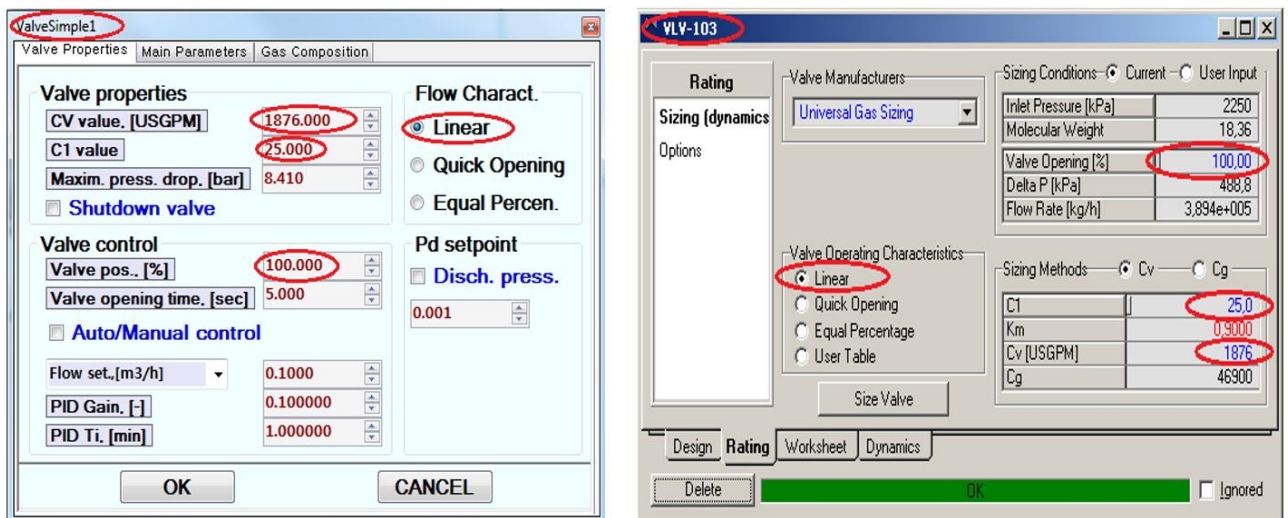 ValveSimple1
Valve Properties Main Parameters Gas Composition
Valve properties
CV value, [USGPM] 1876.000
C1 value 25.000
Maxim. press. drop, [bar] 8.410
Shutdown valve
Flow Charact.
Linear
Quick Opening
Equal Percen.
Valve control
Valve pos., [%] 100.000
Valve opening time, [sec] 5.000
Auto/Manual control
Flow set.,[m3/h] 0.1000
PID Gain, [-] 0.100000
PID Ti, [min] 1.000000
Pd setpoint
Disch. press.
0.001
OK CANCEL
VLV-103
Rating
Sizing (dynamics
Options
Valve Manufacturers
Universal Gas Sizing
Valve Operating Characteristics
Linear
Quick Opening
Equal Percentage
User Table
Size Valve
Sizing Conditions Current User Input
Inlet Pressure [kPa] 2250
Molecular Weight 18,36
Valve Opening [%] 100,00
Delta P [kPa] 488,8
Flow Rate [kg/h] 3,894e+005
Sizing Methods Cv Cg
C1 25,0
Km 0,9000
Cv [USGPM] 1876
Cg 46900
Design Rating Worksheet Dynamics
Delete OK Ignored